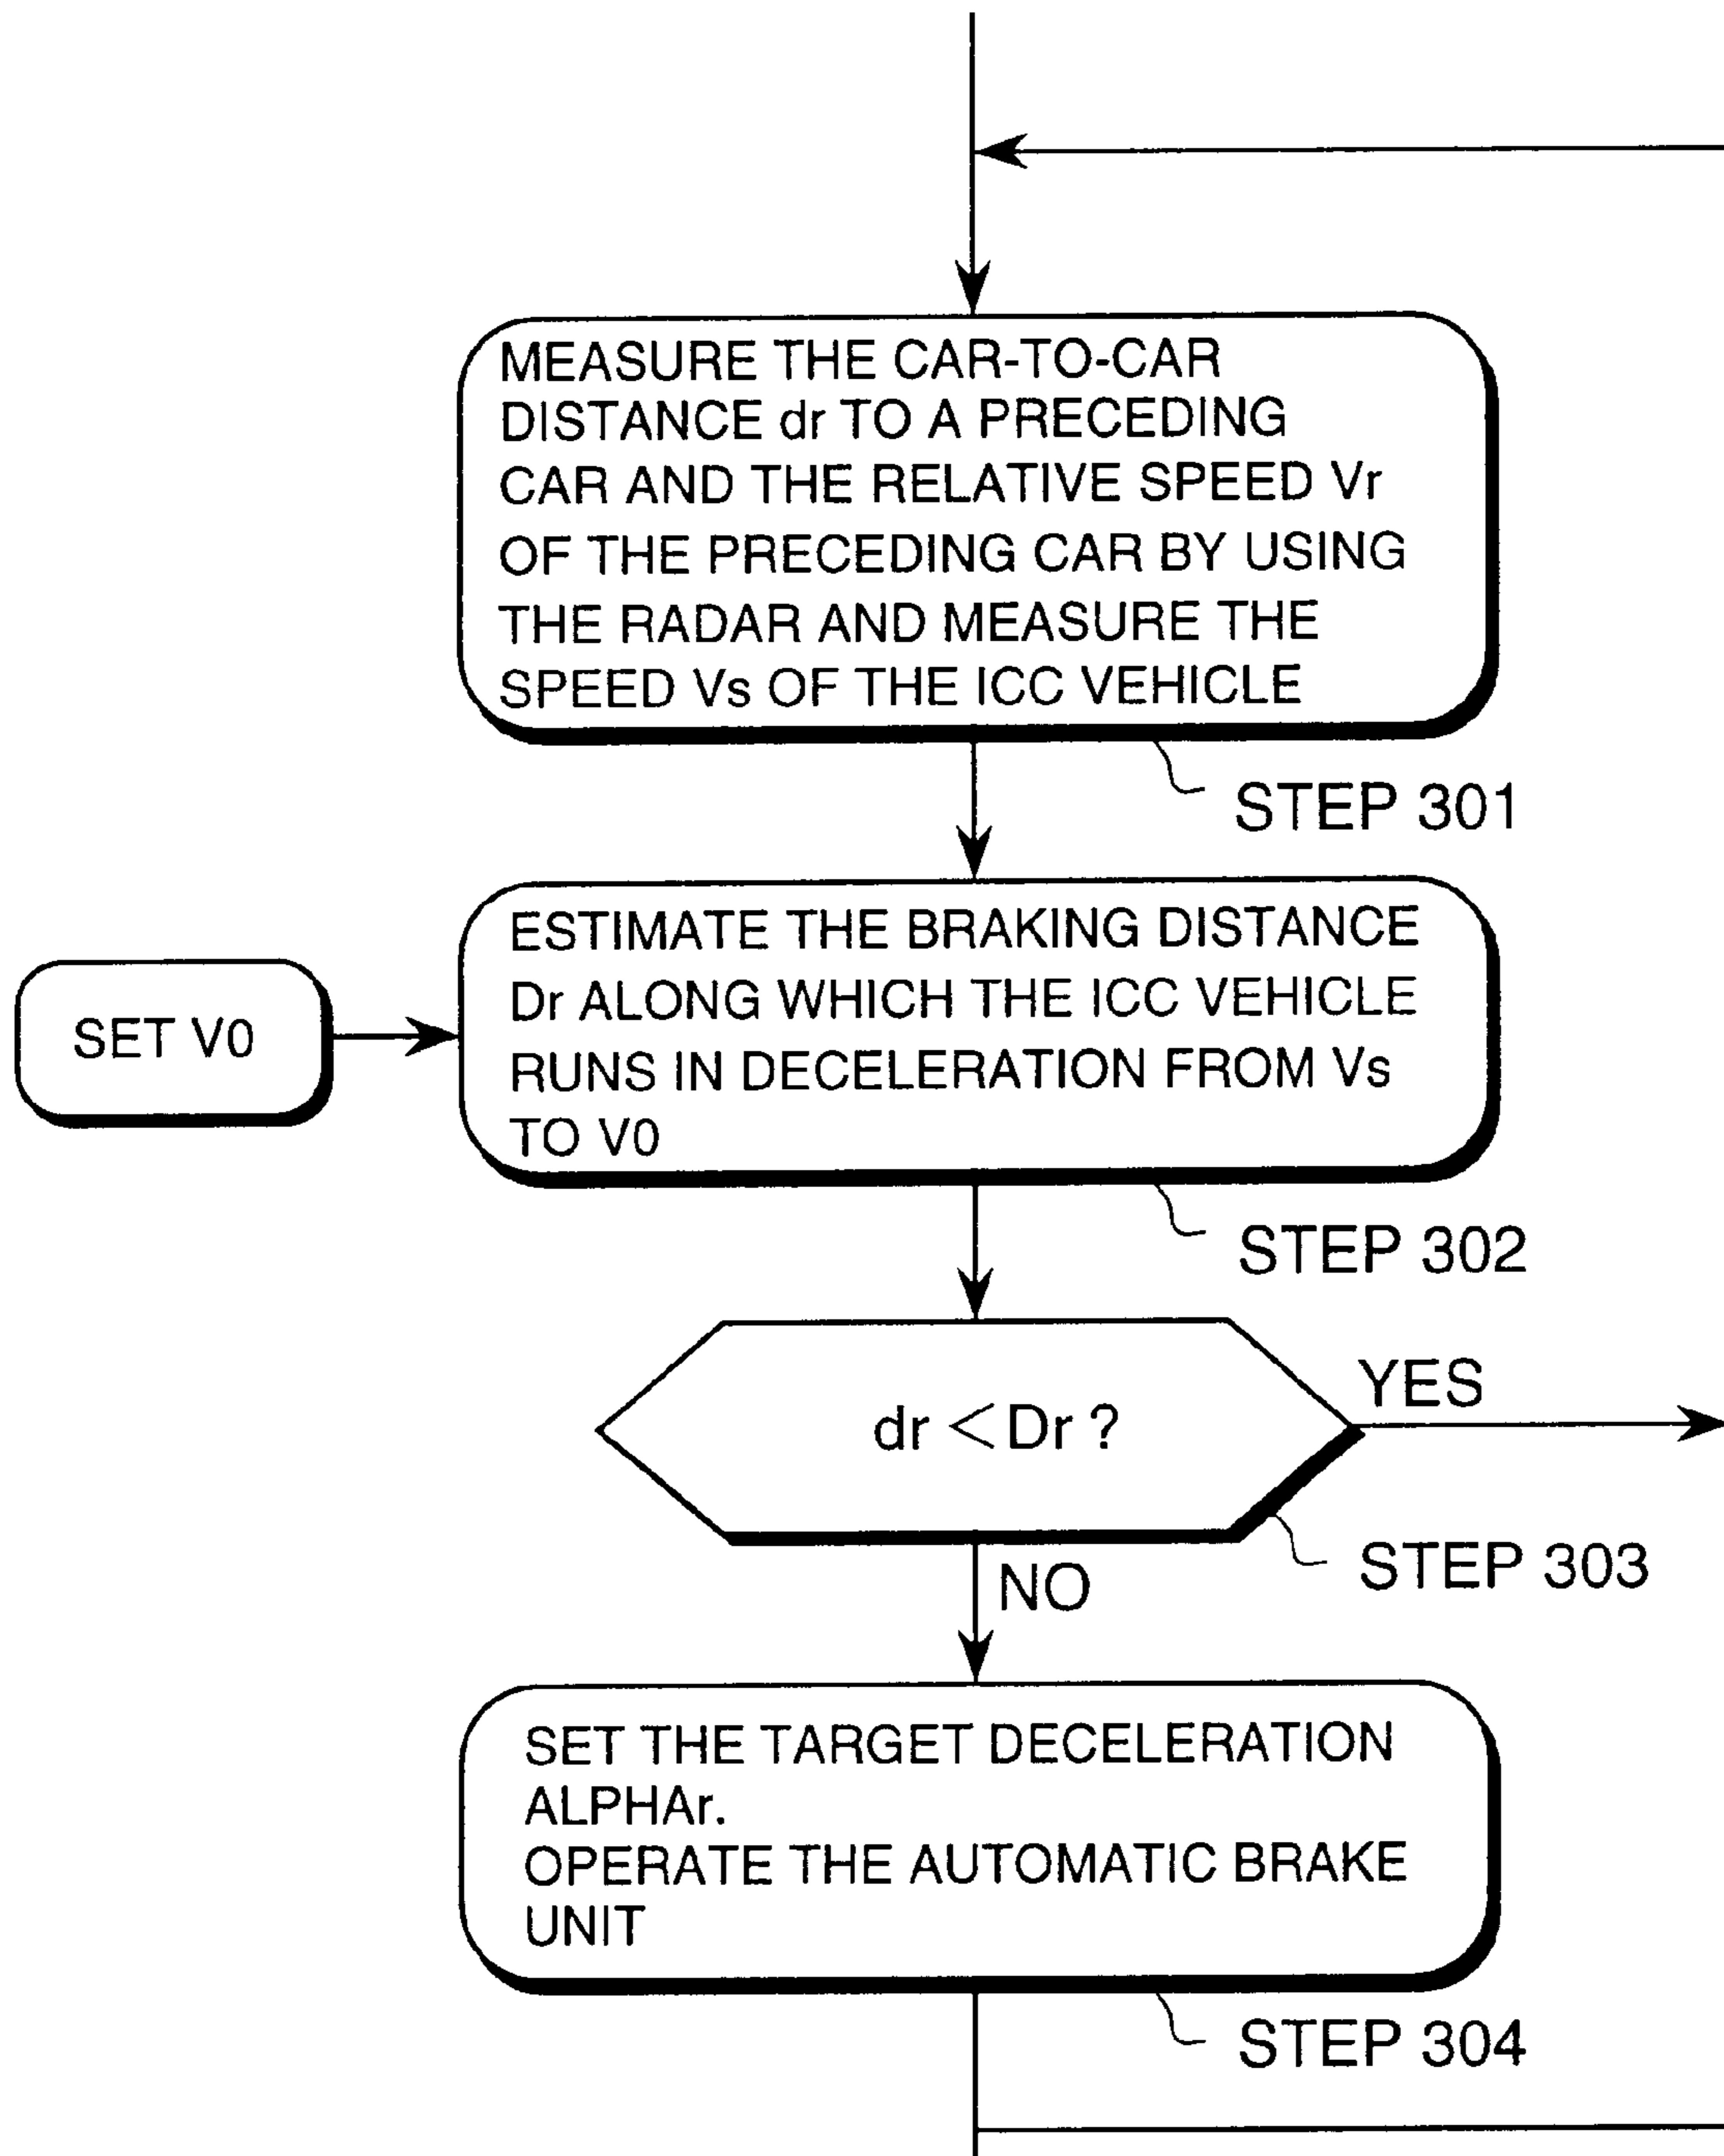 MEASURE THE CAR-TO-CAR
DISTANCE dr TO A PRECEDING
CAR AND THE RELATIVE SPEED Vr
OF THE PRECEDING CAR BY USING
THE RADAR AND MEASURE THE
SPEED Vs OF THE ICC VEHICLE
STEP 301
SET V0
ESTIMATE THE BRAKING DISTANCE
Dr ALONG WHICH THE ICC VEHICLE
RUNS IN DECELERATION FROM Vs
TO V0
STEP 302
dr < Dr ?
YES
STEP 303
NO
SET THE TARGET DECELERATION
ALPHAr.
OPERATE THE AUTOMATIC BRAKE
UNIT
STEP 304